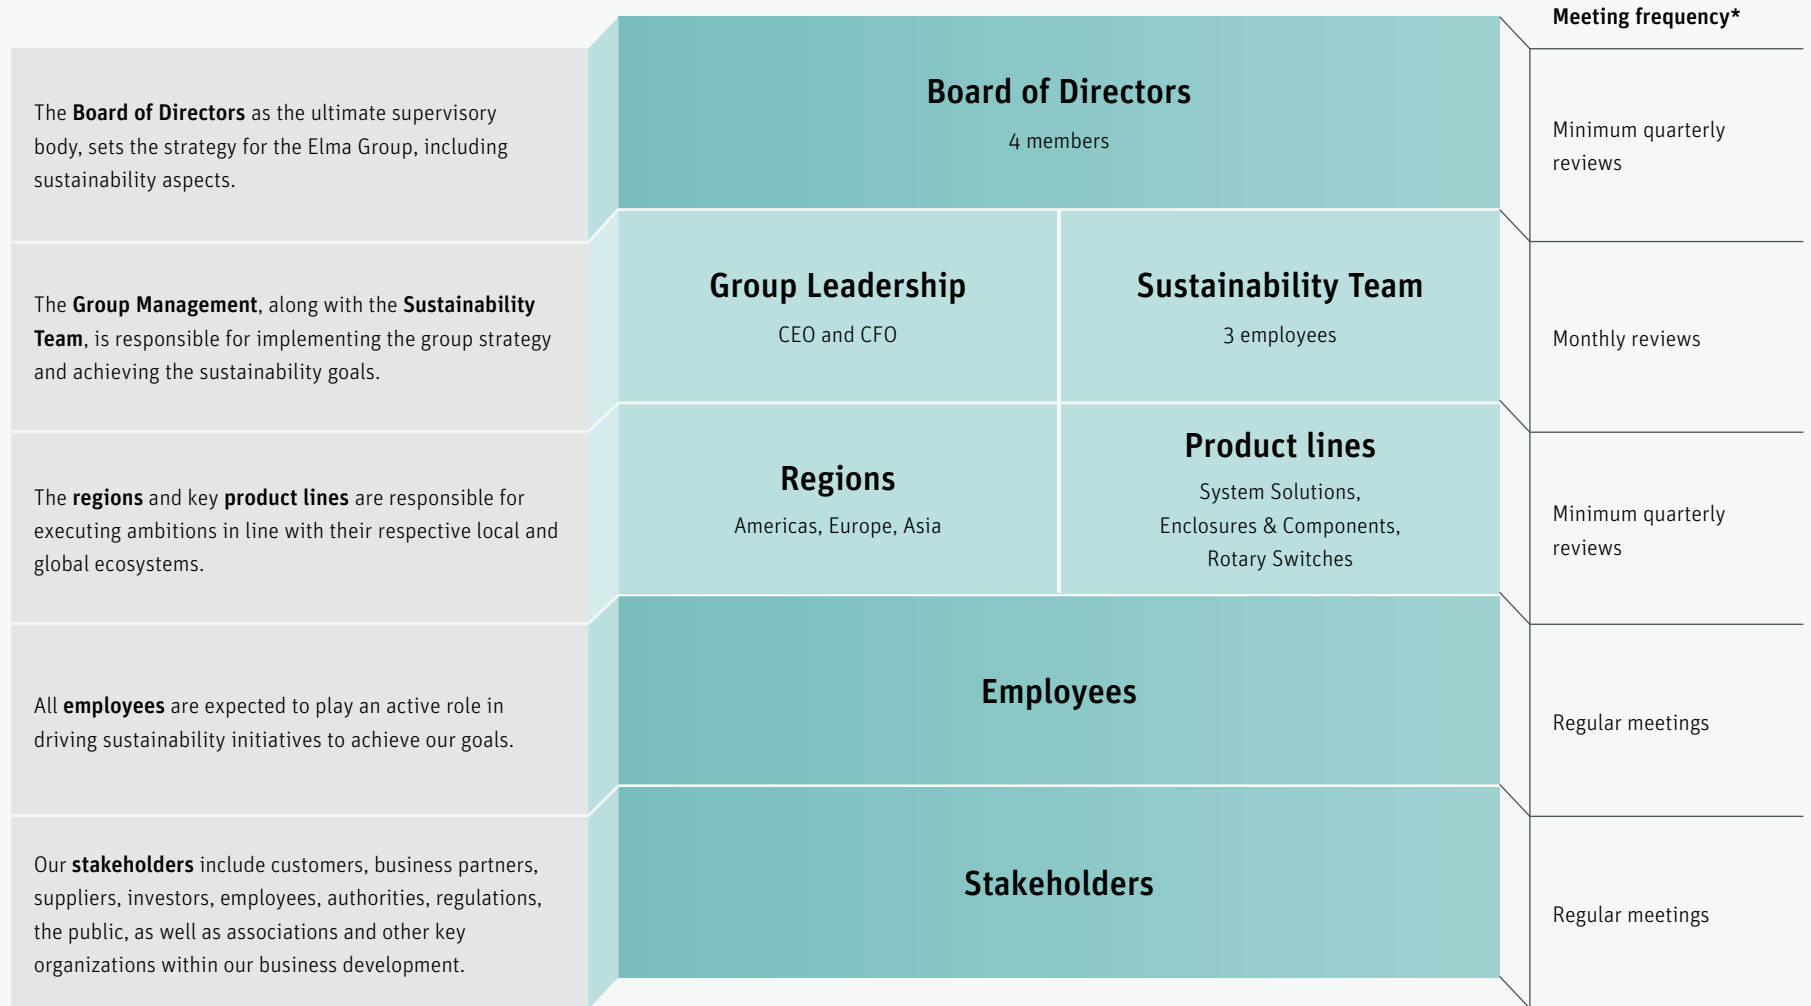 Meeting frequency*
The Board of Directors as the ultimate supervisory
body, sets the strategy for the Elma Group, including
sustainability aspects.
Board of Directors
4 members
Minimum quarterly
reviews
The Group Management, along with the Sustainability
Team, is responsible for implementing the group strategy
and achieving the sustainability goals.
Group Leadership
CEO and CFO
Sustainability Team
3 employees
Monthly reviews
The regions and key product lines are responsible for
executing ambitions in line with their respective local and
global ecosystems.
Regions
Americas, Europe, Asia
Product lines
System Solutions,
Enclosures & Components,
Rotary Switches
Minimum quarterly
reviews
All employees are expected to play an active role in
driving sustainability initiatives to achieve our goals.
Employees
Regular meetings
Our stakeholders include customers, business partners,
suppliers, investors, employees, authorities, regulations,
the public, as well as associations and other key
organizations within our business development.
Stakeholders
Regular meetings